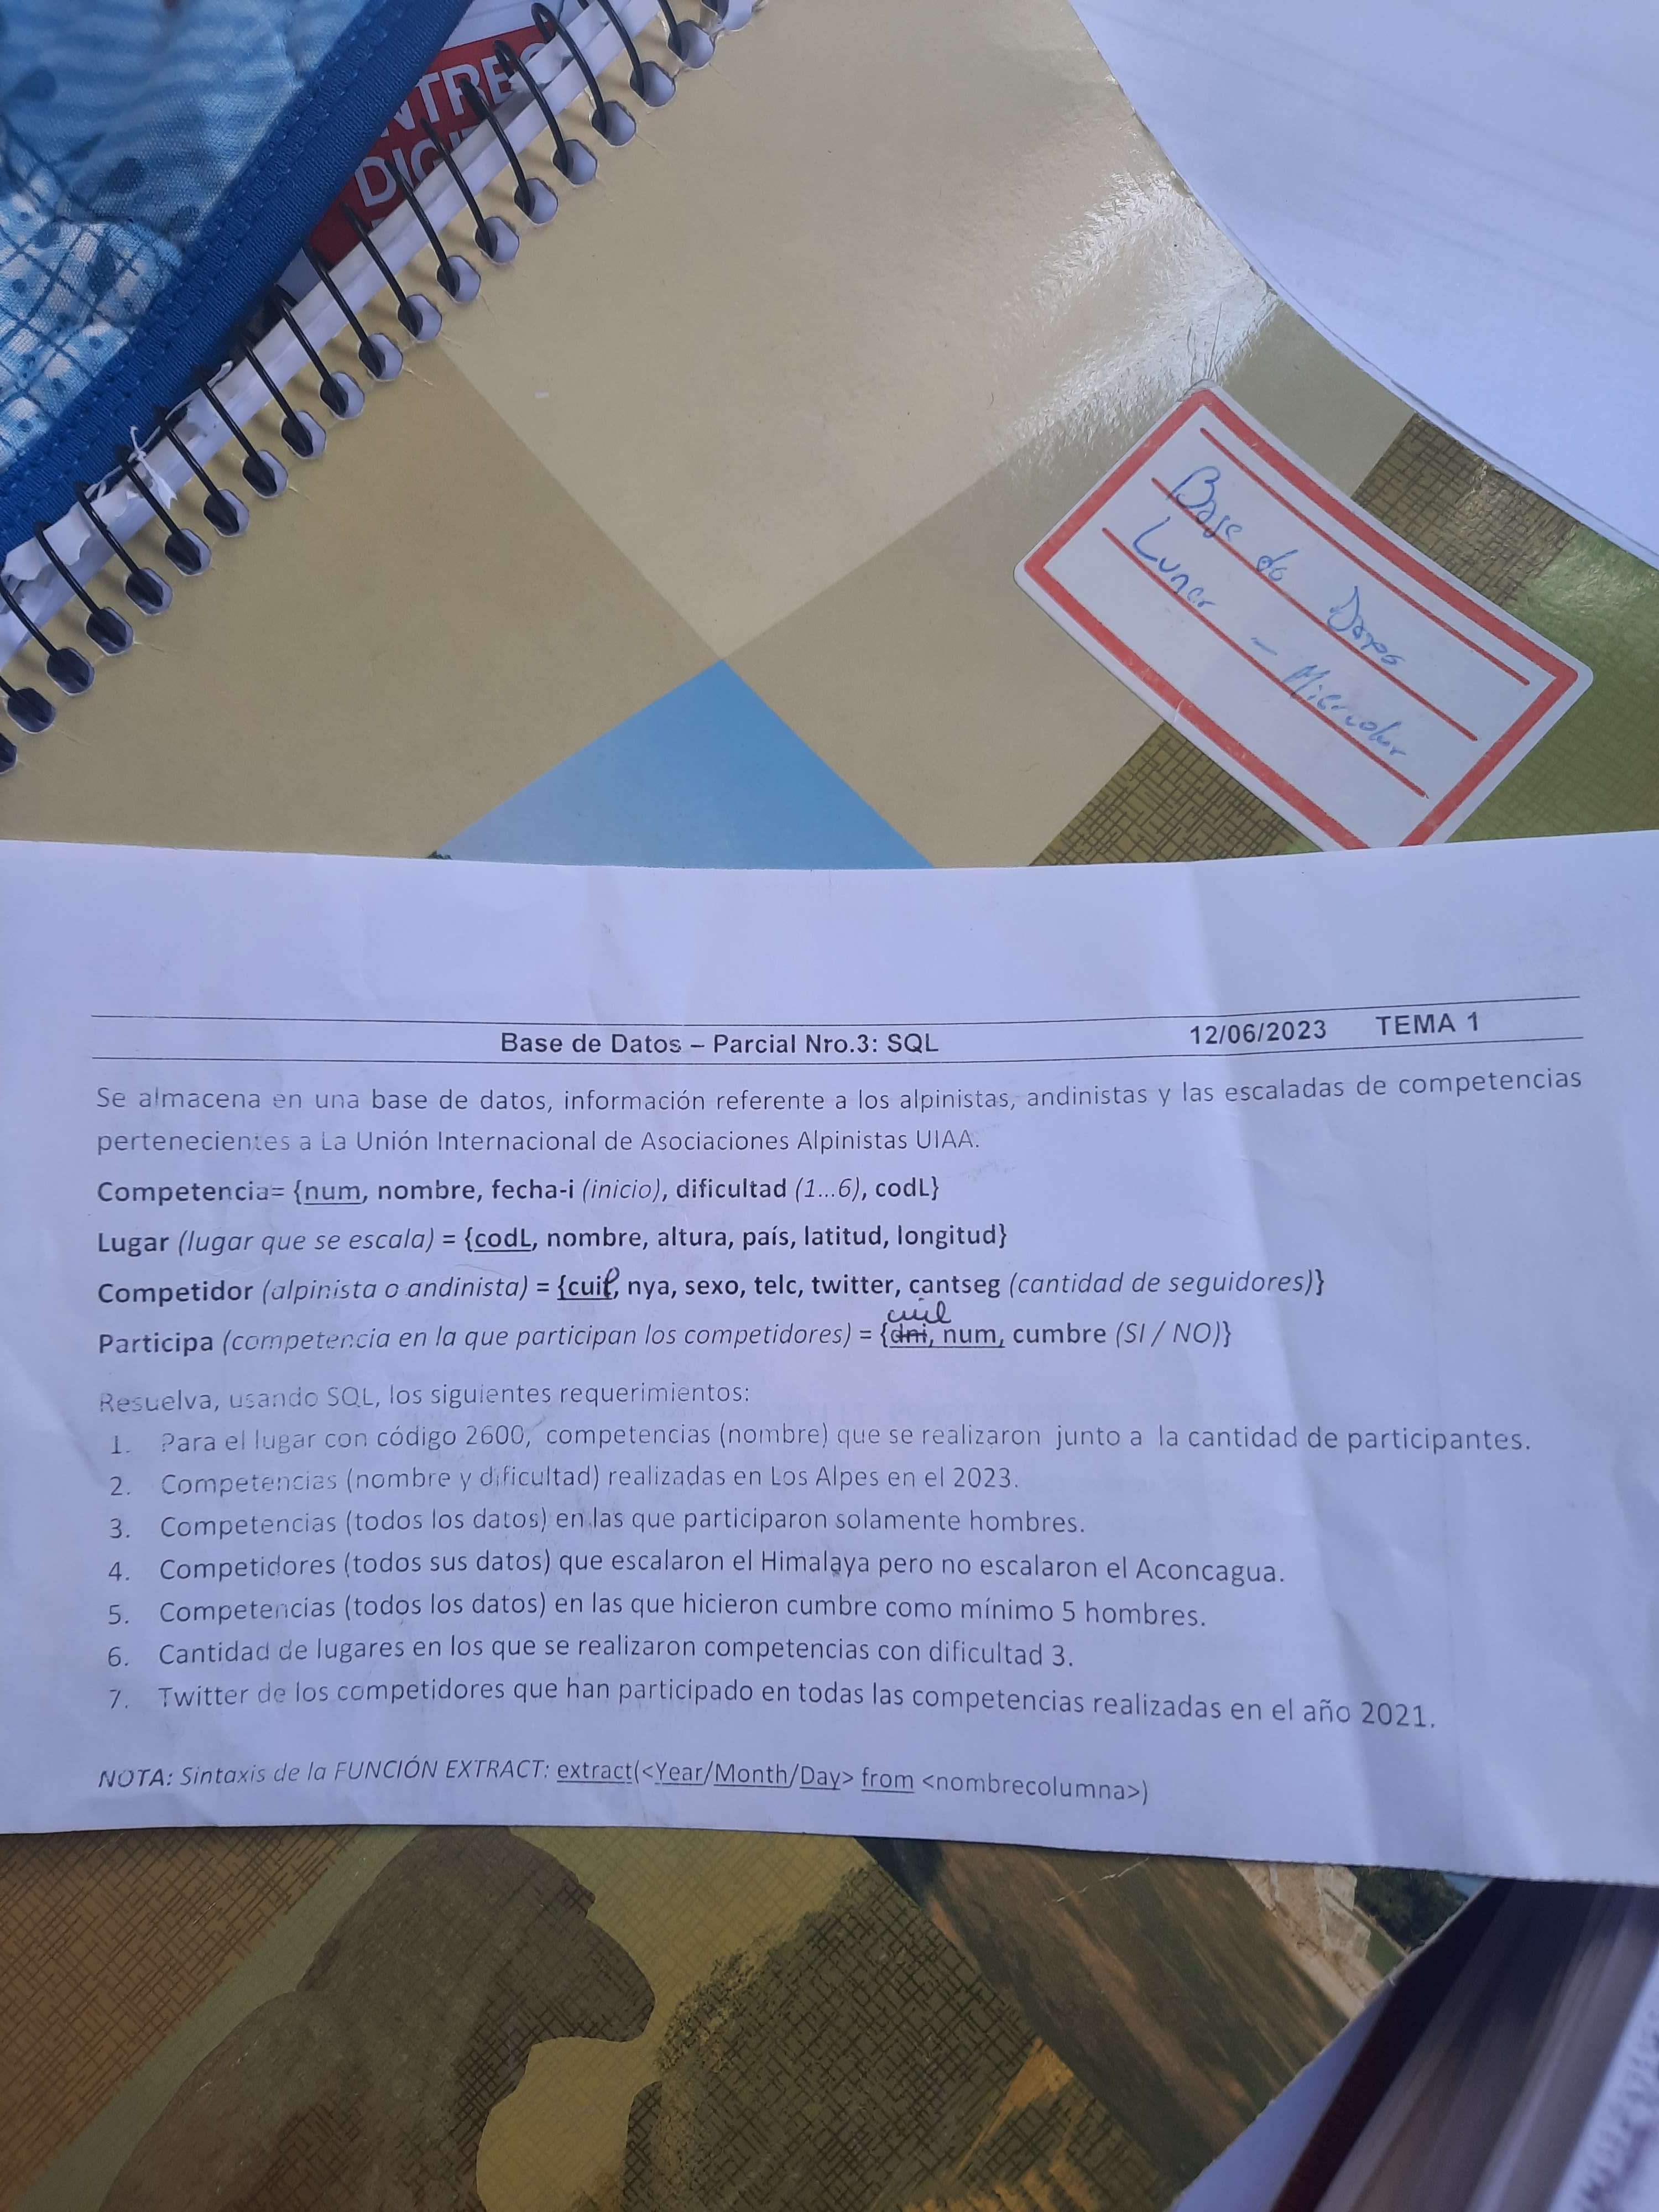 NTREG
DIGIT
Base de Datos
Lunes - Miercoles
Base de Datos – Parcial Nro.3: SQL 12/06/2023 TEMA 1
Se almacena en una base de datos, información referente a los alpinistas, andinistas y las escaladas de competencias
pertenecientes a La Unión Internacional de Asociaciones Alpinistas UIAA.
Competencia= {num, nombre, fecha-i (inicio), dificultad (1...6), codL}
Lugar (lugar que se escala) = {codL, nombre, altura, país, latitud, longitud}
Competidor (alpinista o andinista) = {cuil, nya, sexo, telc, twitter, cantseg (cantidad de seguidores)}
cuil
Participa (competencia en la que participan los competidores) = {dni, num, cumbre (SI / NO)}
Resuelva, usando SQL, los siguientes requerimientos:
1. Para el lugar con código 2600, competencias (nombre) que se realizaron junto a la cantidad de participantes.
2. Competencias (nombre y dificultad) realizadas en Los Alpes en el 2023.
3. Competencias (todos los datos) en las que participaron solamente hombres.
4. Competidores (todos sus datos) que escalaron el Himalaya pero no escalaron el Aconcagua.
5. Competencias (todos los datos) en las que hicieron cumbre como mínimo 5 hombres.
6. Cantidad de lugares en los que se realizaron competencias con dificultad 3.
7. Twitter de los competidores que han participado en todas las competencias realizadas en el año 2021.
NOTA: Sintaxis de la FUNCIÓN EXTRACT: extract(<Year/Month/Day> from <nombrecolumna>)